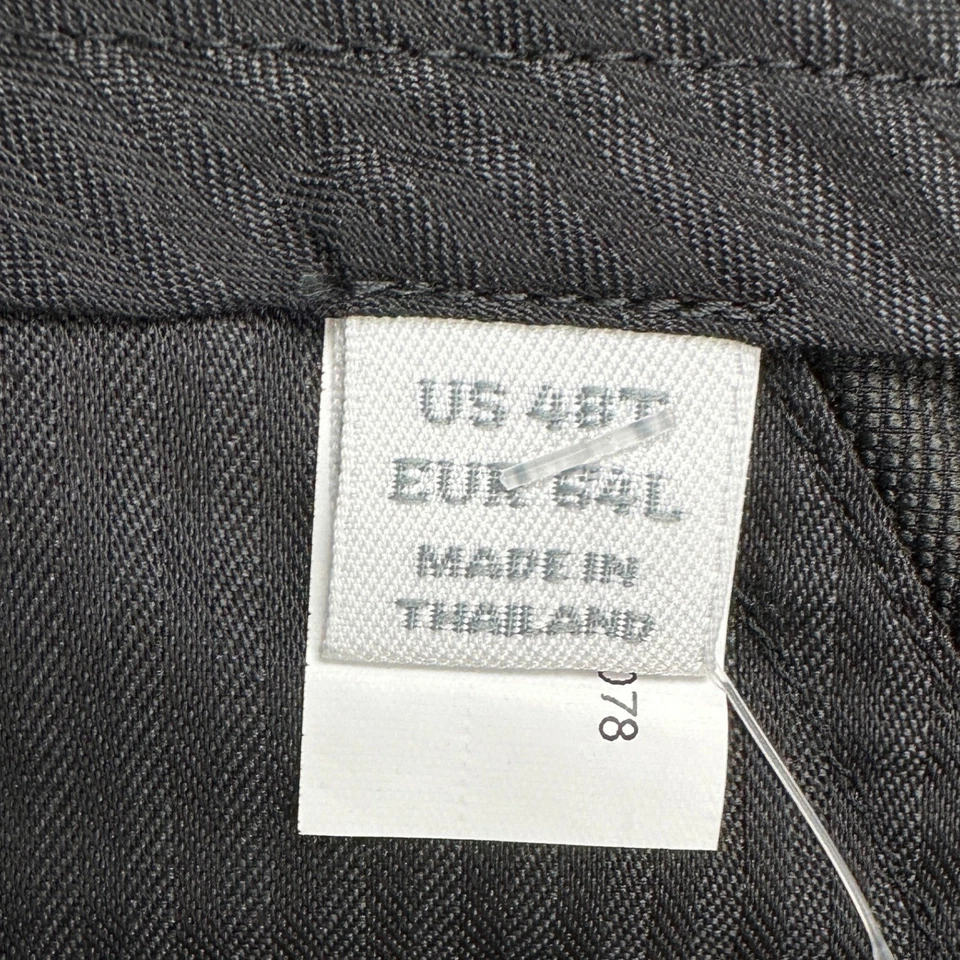 US 48T
EUR 64L
MADE IN
THAILAND
078